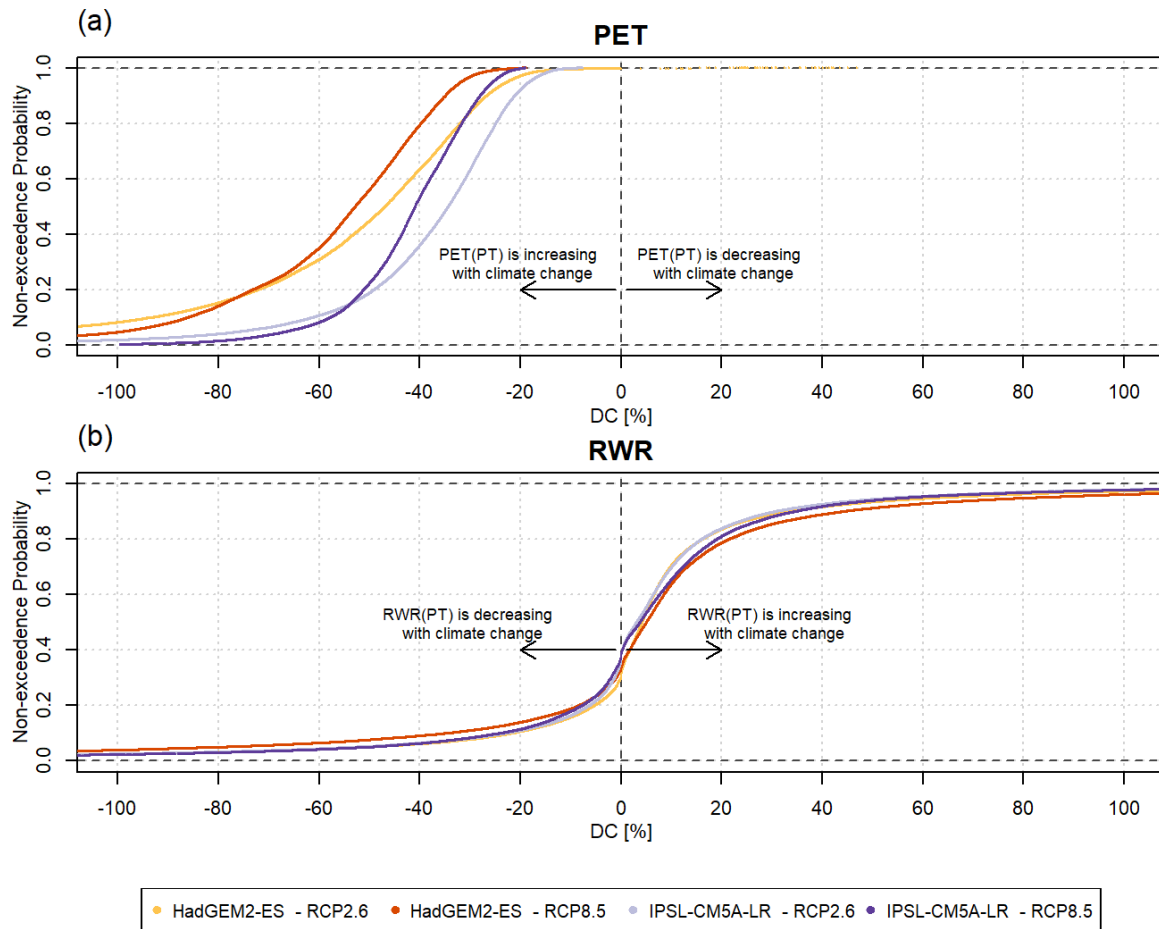 (a)
PET
Non-exceedence Probability
1.0
0.8
0.6
0.4
0.2
0.0
PET(PT) is increasing
with climate change
PET(PT) is decreasing
with climate change
-100 -80 -60 -40 -20 0 20 40 60 80 100
DC [%]
(b)
RWR
Non-exceedence Probability
1.0
0.8
0.6
0.4
0.2
0.0
RWR(PT) is decreasing
with climate change
RWR(PT) is increasing
with climate change
-100 -80 -60 -40 -20 0 20 40 60 80 100
DC [%]
HadGEM2-ES - RCP2.6 HadGEM2-ES - RCP8.5 IPSL-CM5A-LR - RCP2.6 IPSL-CM5A-LR - RCP8.5